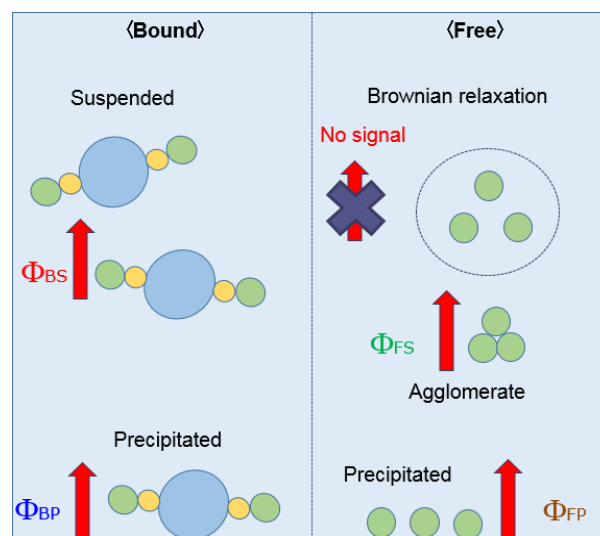 〈Bound〉
Suspended
ΦBS
Precipitated
ΦBP
〈Free〉
Brownian relaxation
No signal
ΦFS
Agglomerate
Precipitated
ΦFP